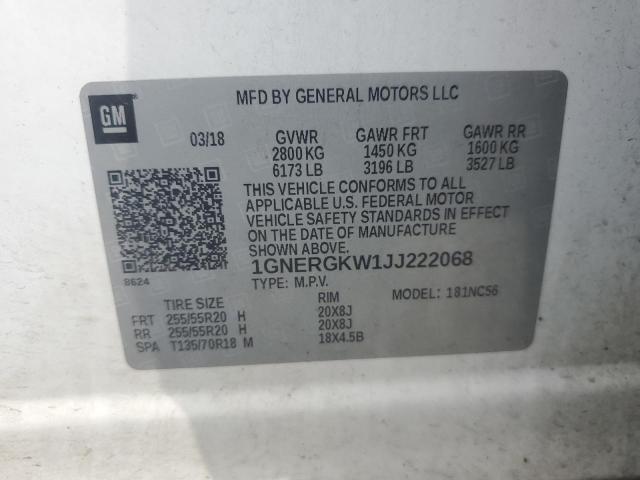 GM
MFD BY GENERAL MOTORS LLC
03/18 GVWR GAWR FRT GAWR RR
2800 KG 1450 KG 1600 KG
6173 LB 3196 LB 3527 LB
THIS VEHICLE CONFORMS TO ALL
APPLICABLE U.S. FEDERAL MOTOR
VEHICLE SAFETY STANDARDS IN EFFECT
ON THE DATE OF MANUFACTURE
SHOWN ABOVE.
1GNERGKW1JJ222068
8624
TYPE: M.P.V. MODEL: 181NC56
TIRE SIZE RIM
FRT 255/55R20 H 20X8J
RR 255/55R20 H 20X8J
SPA T135/70R18 M 18X4.5B